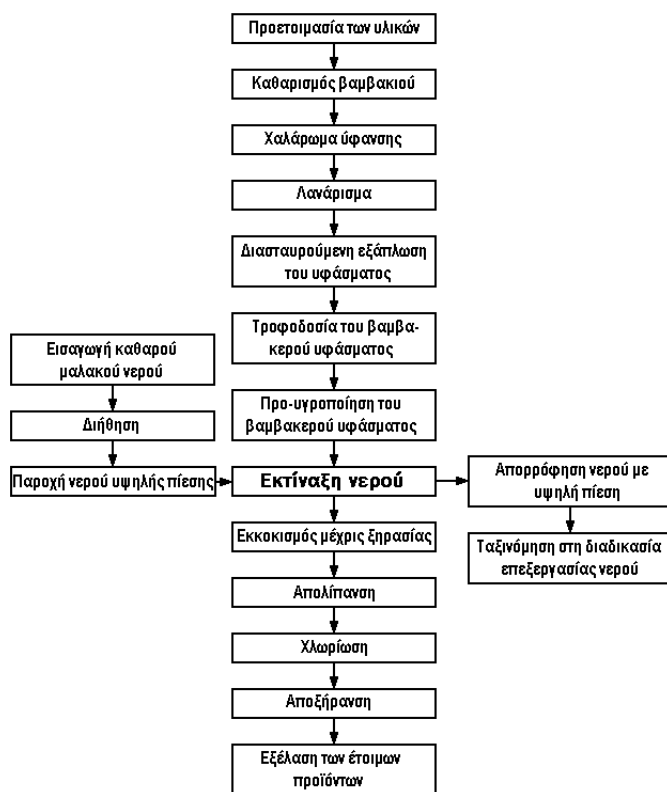 Προετοιμασία των υλικών
Καθαρισμός βαμβακιού
Χαλάρωμα ύφανσης
Λανάρισμα
Διασταυρούμενη εξάπλωση
του υφάσματος
Τροφοδοσία του βαμβα-
κερού υφάσματος
Εισαγωγή καθαρού
μαλακού νερού
Προ-υγροποίηση του
βαμβακερού υφάσματος
Διήθηση
Παροχή νερού υψηλής πίεσης
Εκτίναξη νερού
Απορρόφηση νερού με
υψηλή πίεση
Ταξινόμηση στη διαδικασία
επεξεργασίας νερού
Εκκοκισμός μέχρις ξηρασίας
Απολίπανση
Χλωρίωση
Αποξήρανση
Εξέλαση των έτοιμων
προϊόντων